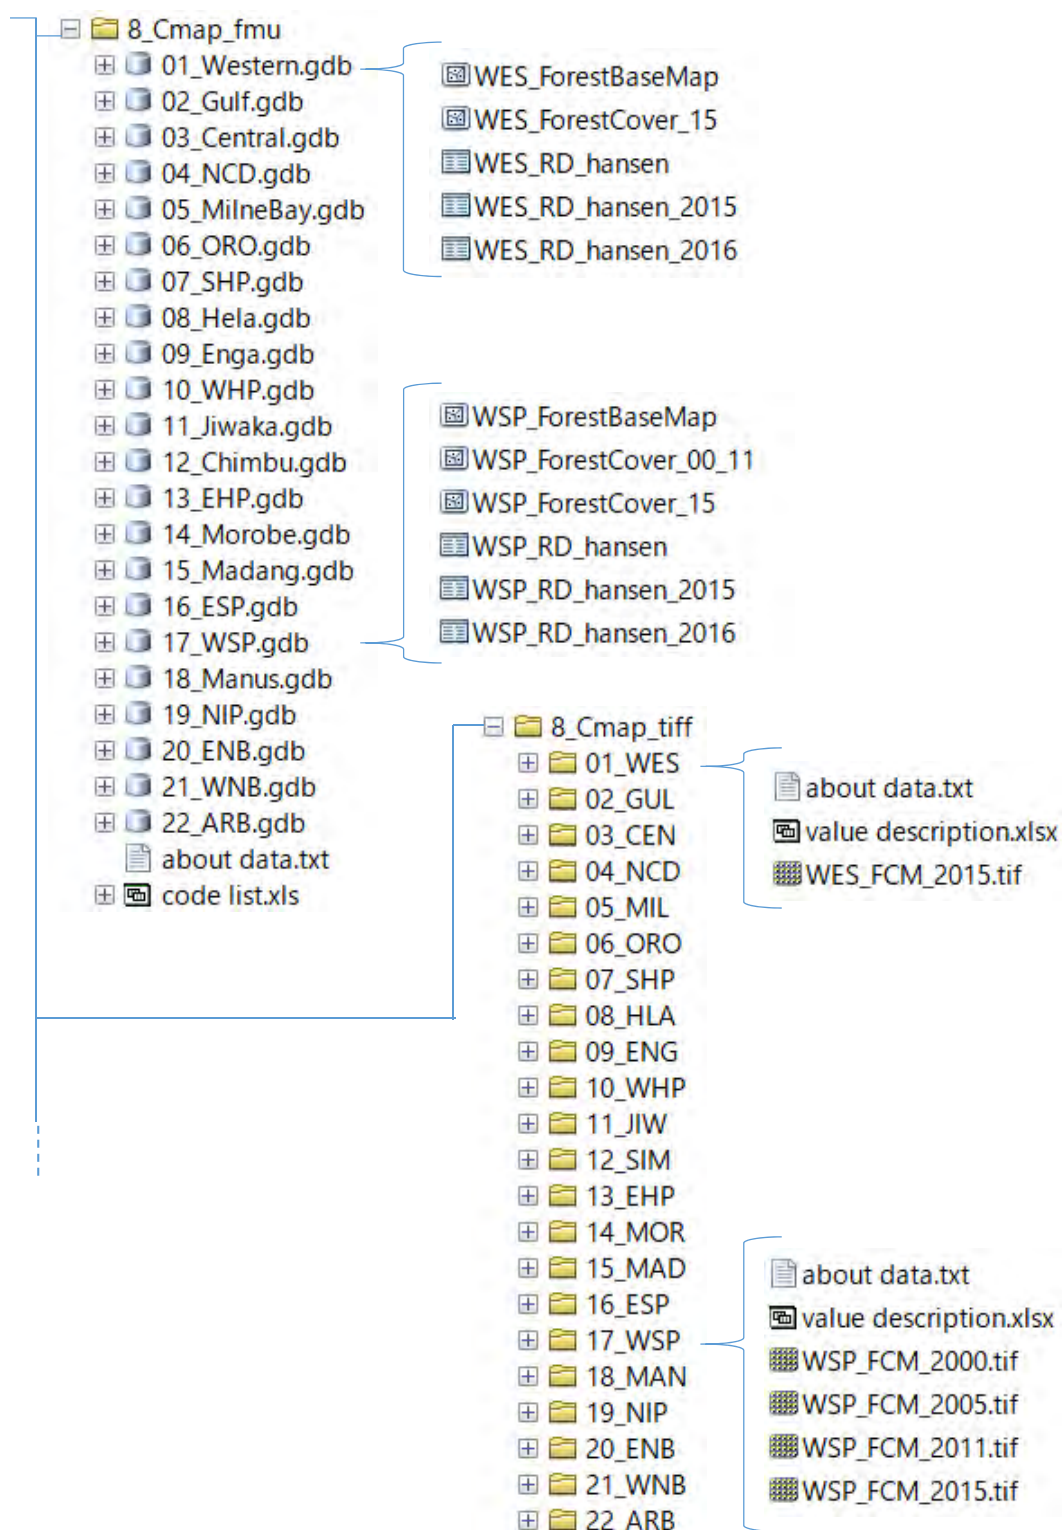 8_Cmap_fmu
01_Western.gdb
02_Gulf.gdb
03_Central.gdb
04_NCD.gdb
05_MilneBay.gdb
06_ORO.gdb
07_SHP.gdb
08_Hela.gdb
09_Enga.gdb
10_WHP.gdb
11_Jiwaka.gdb
12_Chimbu.gdb
13_EHP.gdb
14_Morobe.gdb
15_Madang.gdb
16_ESP.gdb
17_WSP.gdb
18_Manus.gdb
19_NIP.gdb
20_ENB.gdb
21_WNB.gdb
22_ARB.gdb
about data.txt
code list.xls
WES_ForestBaseMap
WES_ForestCover_15
WES_RD_hansen
WES_RD_hansen_2015
WES_RD_hansen_2016
WSP_ForestBaseMap
WSP_ForestCover_00_11
WSP_ForestCover_15
WSP_RD_hansen
WSP_RD_hansen_2015
WSP_RD_hansen_2016
8_Cmap_tiff
01_WES
02_GUL
03_CEN
04_NCD
05_MIL
06_ORO
07_SHP
08_HLA
09_ENG
10_WHP
11_JIW
12_SIM
13_EHP
14_MOR
15_MAD
16_ESP
17_WSP
18_MAN
19_NIP
20_ENB
21_WNB
22_ARB
about data.txt
value description.xlsx
WES_FCM_2015.tif
about data.txt
value description.xlsx
WSP_FCM_2000.tif
WSP_FCM_2005.tif
WSP_FCM_2011.tif
WSP_FCM_2015.tif